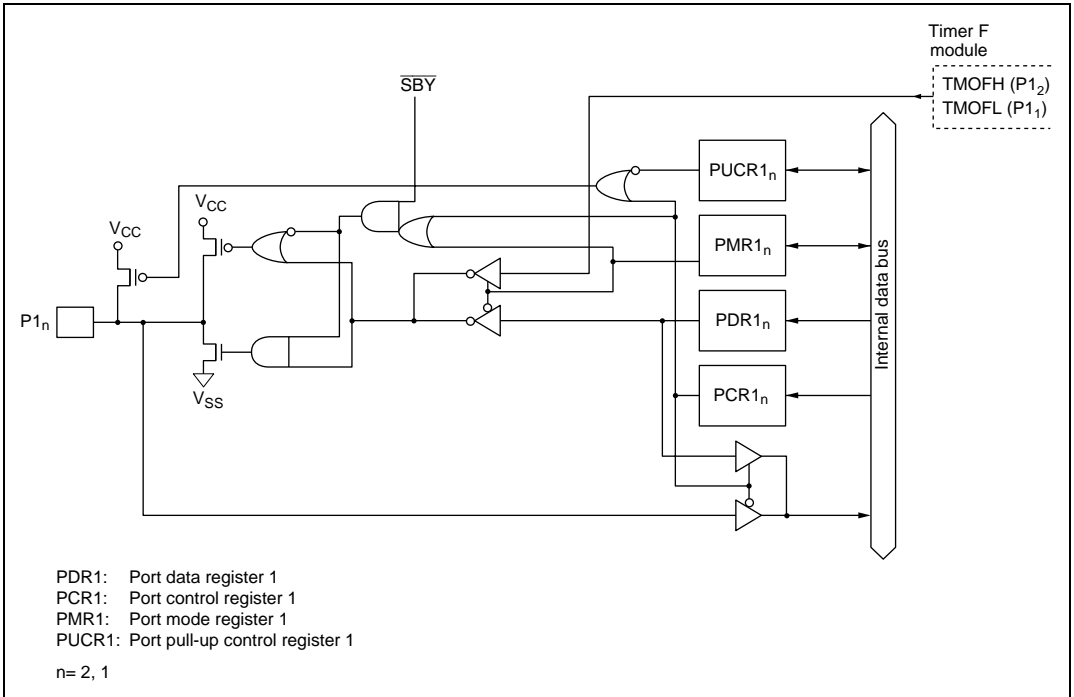 Timer F
module
TMOFH (P1₂)
TMOFL (P1₁)
SBY
PUCR1ₙ
VCC
VCC
PMR1ₙ
Internal data bus
P1ₙ
PDR1ₙ
PCR1ₙ
VSS
PDR1: Port data register 1
PCR1: Port control register 1
PMR1: Port mode register 1
PUCR1: Port pull-up control register 1
n= 2, 1